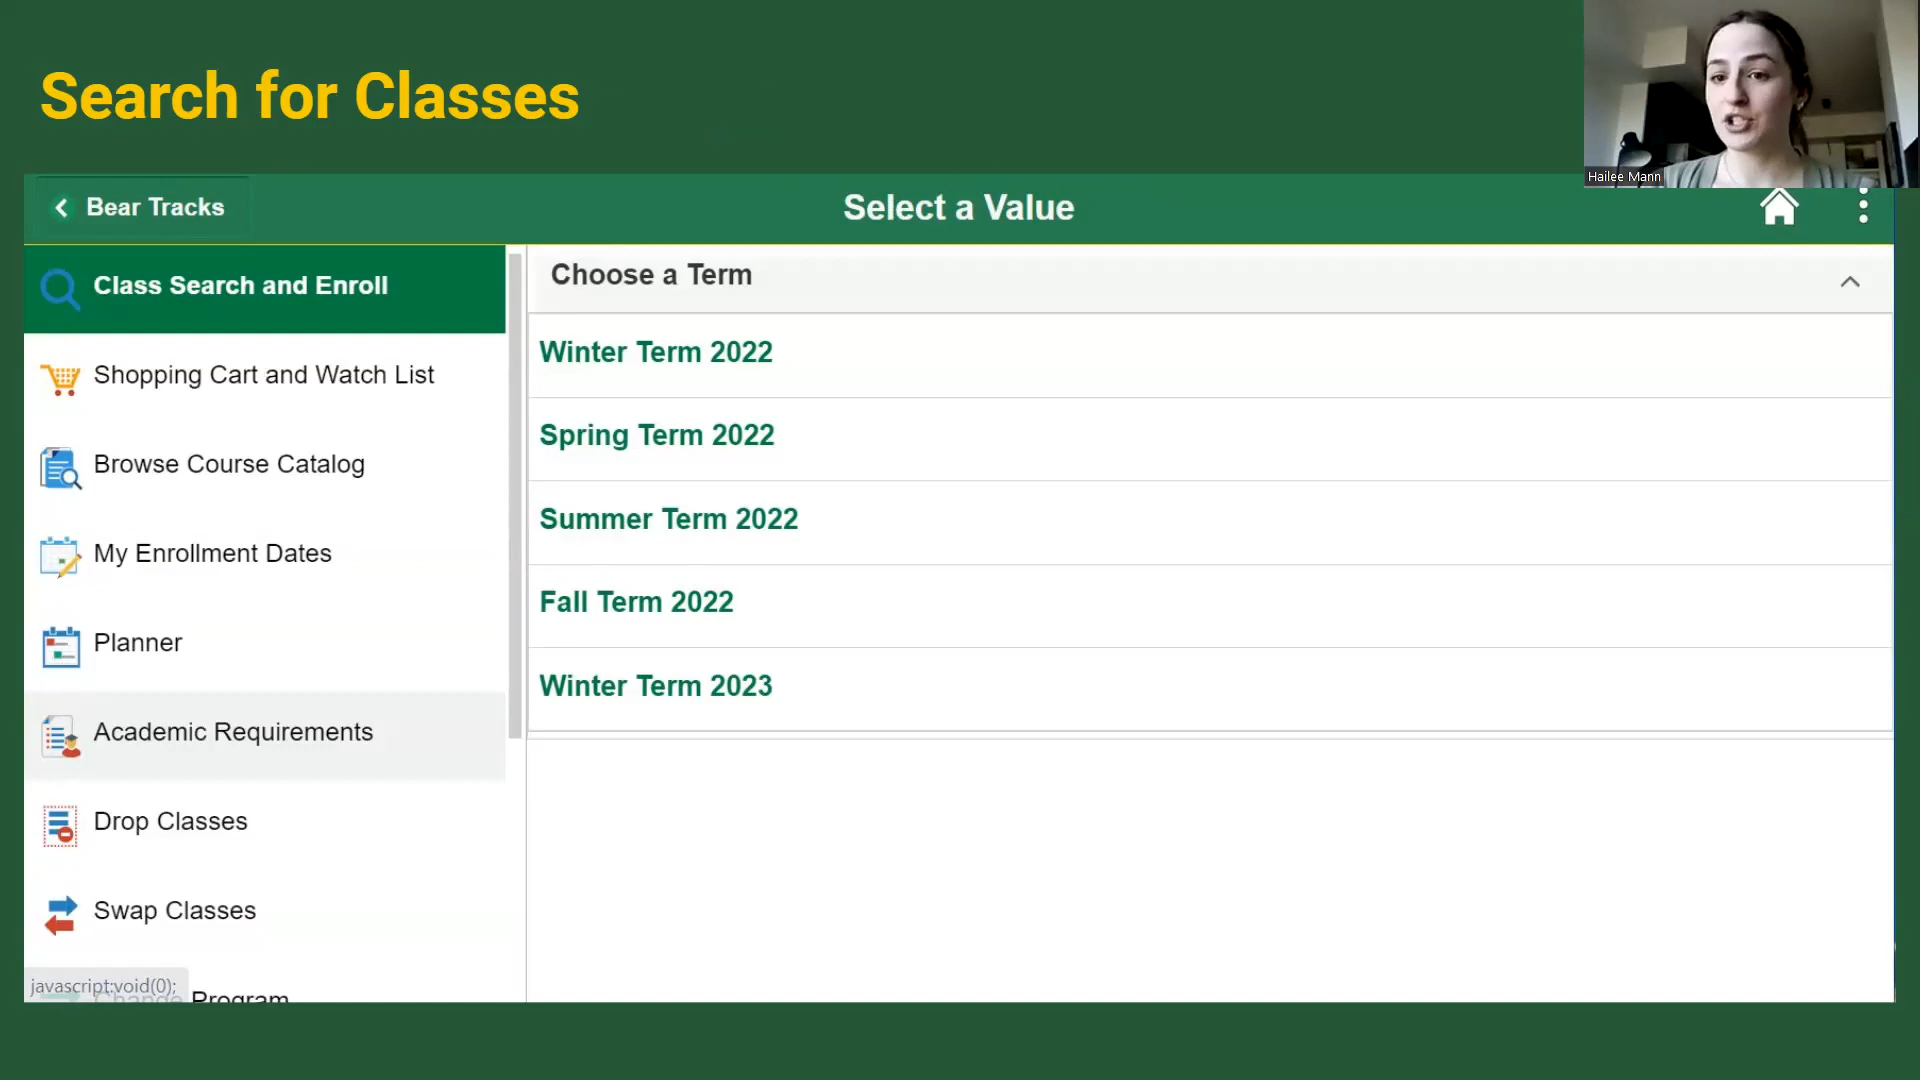 Search for Classes
Hailee Mann
Bear Tracks
Select a Value
Class Search and Enroll
Shopping Cart and Watch List
Browse Course Catalog
My Enrollment Dates
Planner
Academic Requirements
Drop Classes
Swap Classes
Change Program
javascript:void(0);
Choose a Term
Winter Term 2022
Spring Term 2022
Summer Term 2022
Fall Term 2022
Winter Term 2023